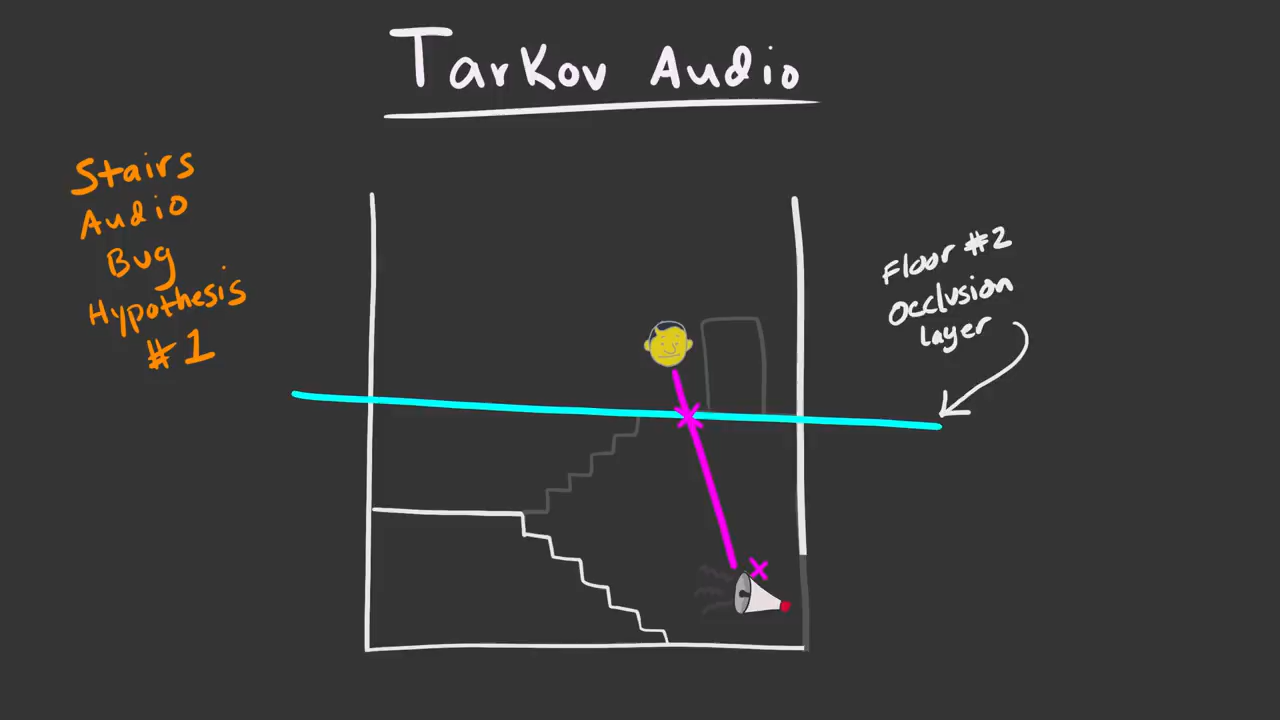 Tarkov Audio
Stairs
Audio
Bug
Hypothesis
#1
Floor #2
Occlusion
layer